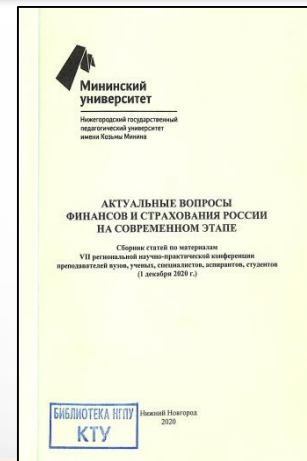 Мининский
университет
Нижегородский государственный
педагогический университет
имени Козьмы Минина
АКТУАЛЬНЫЕ ВОПРОСЫ
ФИНАНСОВ И СТРАХОВАНИЯ РОССИИ
НА СОВРЕМЕННОМ ЭТАПЕ
Сборник статей по материалам
VII региональной научно-практической конференции
преподавателей вузов, ученых, специалистов, аспирантов, студентов
(1 декабря 2020 г.)
БИБЛИОТЕКА НГПУ
КТУ
Нижний Новгород
2020